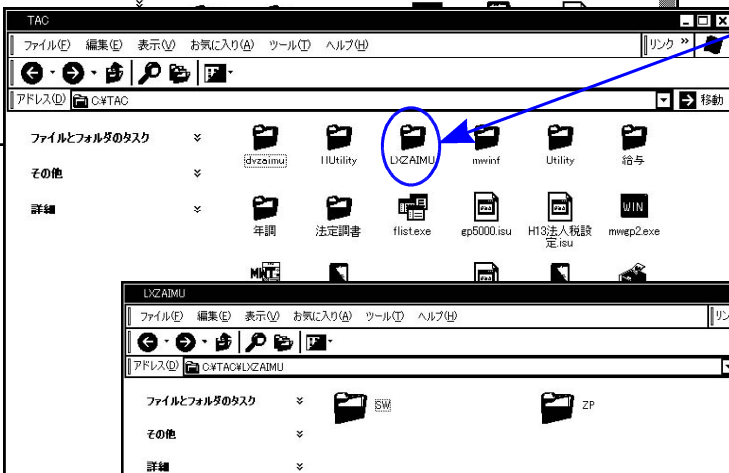 TAC
ファイル(F) 編集(E) 表示(V) お気に入り(A) ツール(T) ヘルプ(H) リンク »
アドレス(D) C:¥TAC 移動
ファイルとフォルダのタスク
その他
詳細
dvzaimu HUtility LXZAIMU mwinf Utility 給与
年調 法定調書 flist.exe gp5000.isu H13法人税設定.isu mwgp2.exe
WIN
LXZAIMU
ファイル(F) 編集(E) 表示(V) お気に入り(A) ツール(T) ヘルプ(H)
アドレス(D) C:¥TAC¥LXZAIMU
ファイルとフォルダのタスク
その他
詳細
SW ZP